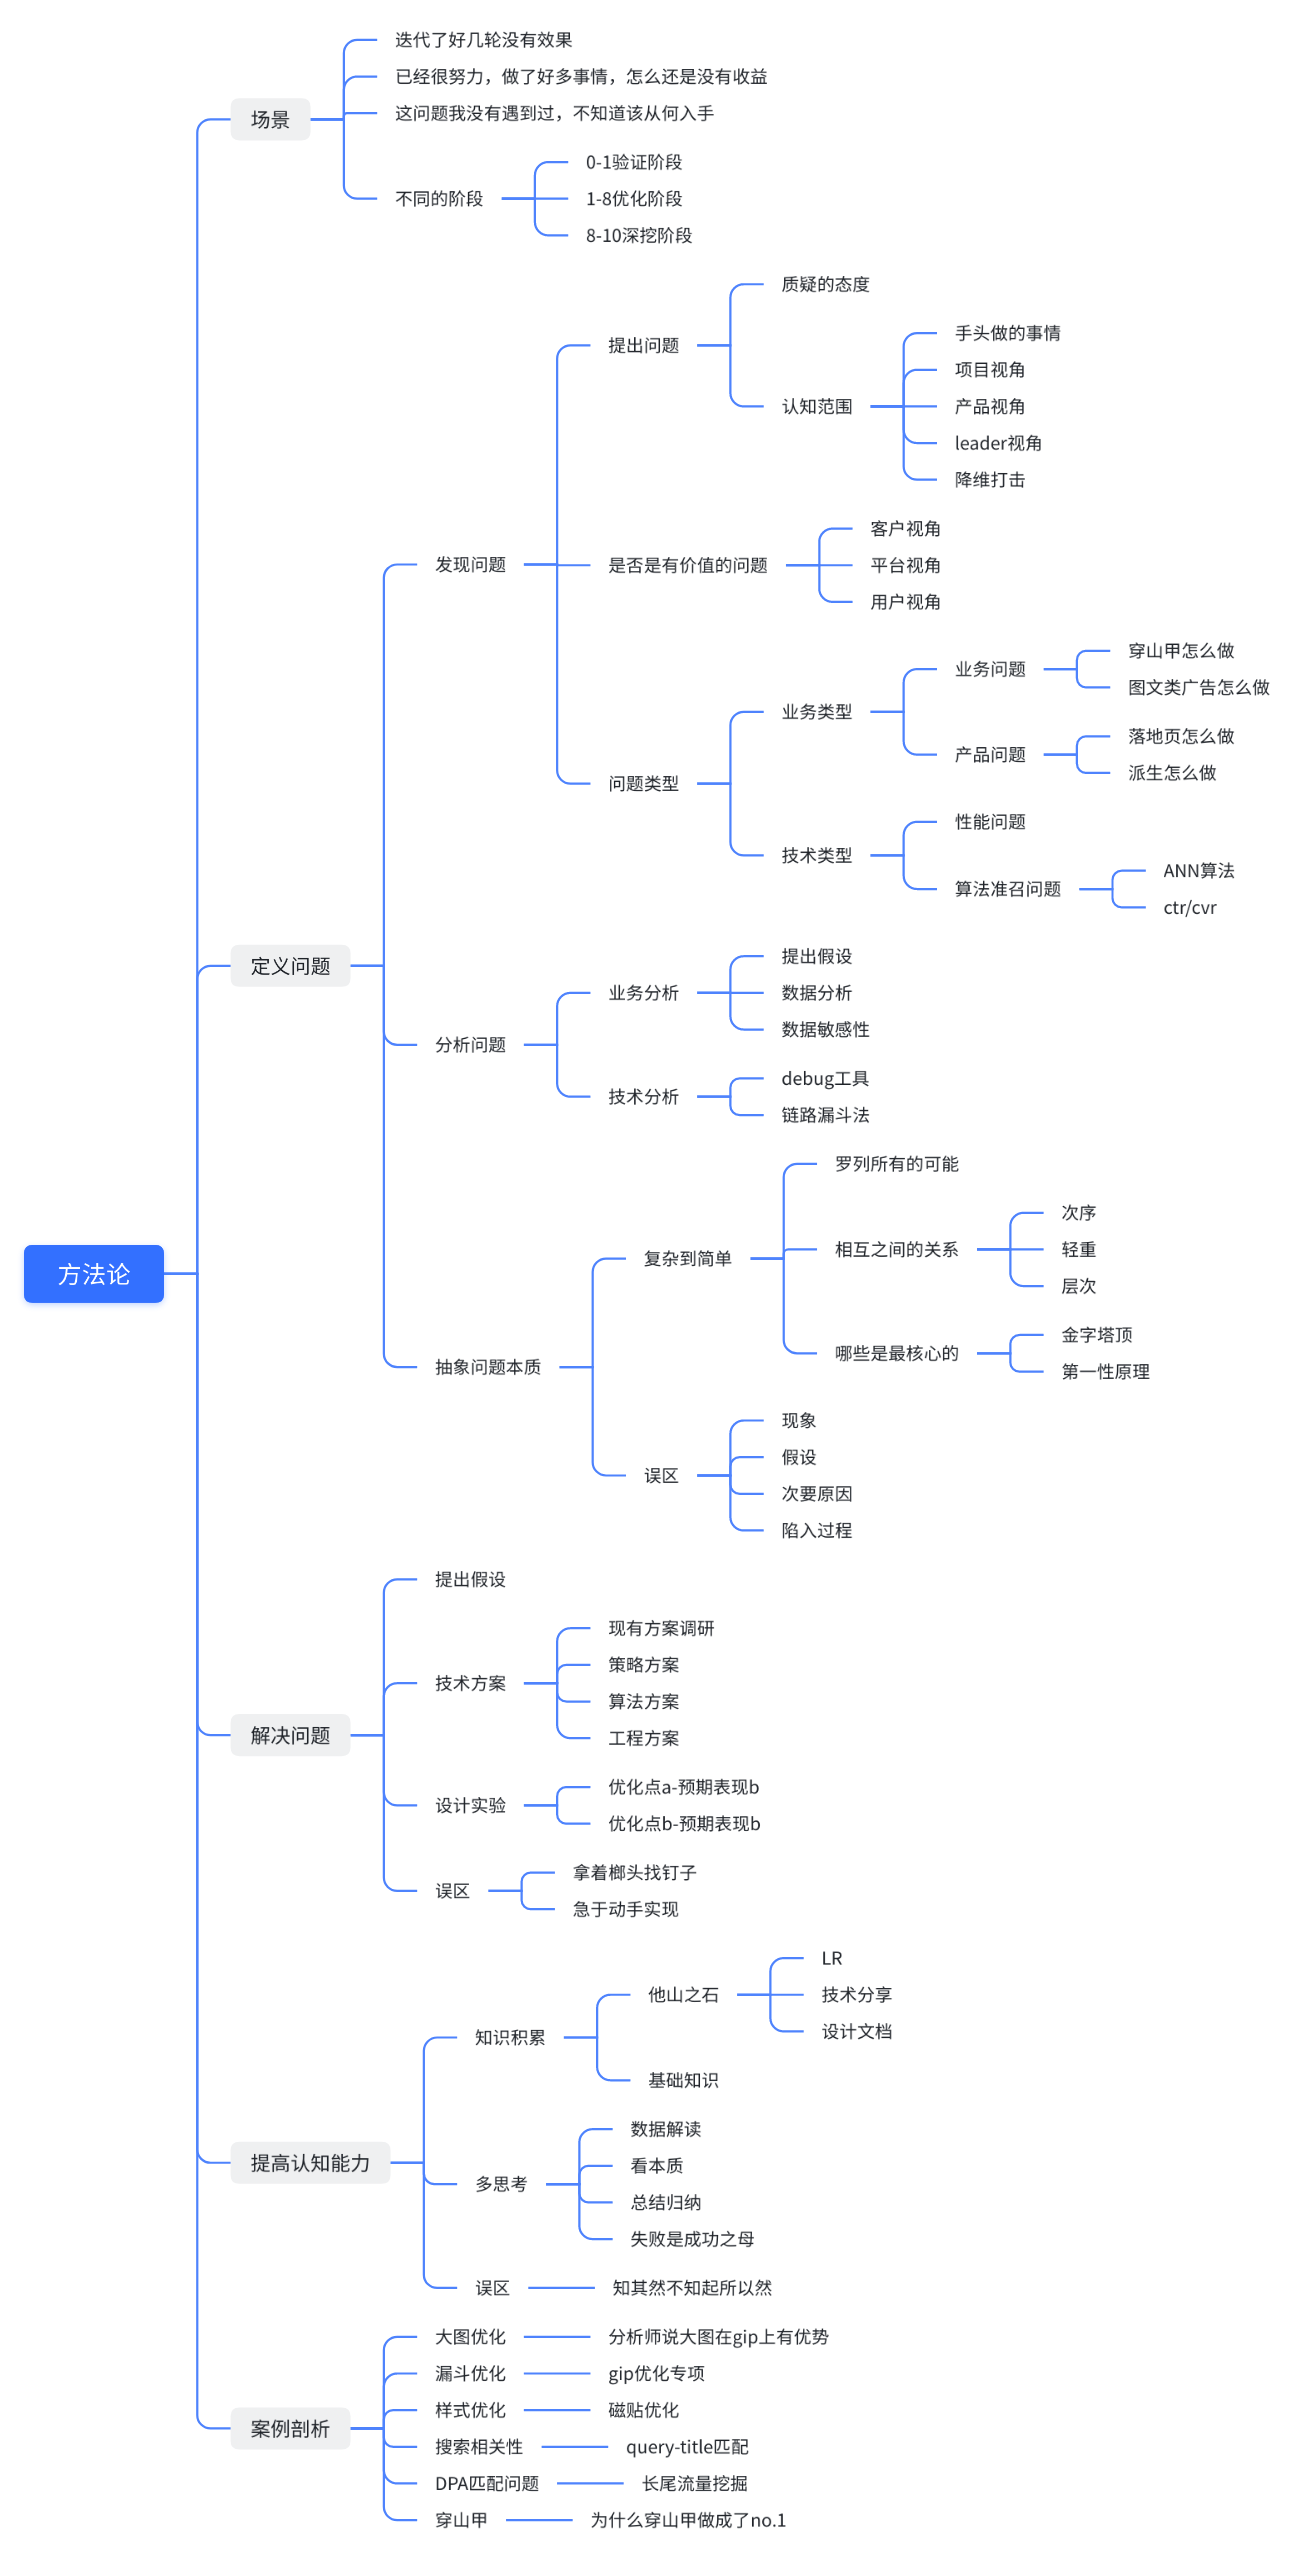 迭代了好几轮没有效果
已经很努力，做了好多事情，怎么还是没有收益
场景
这问题我没有遇到过，不知道该从何入手
0-1验证阶段
不同的阶段
1-8优化阶段
8-10深挖阶段
质疑的态度
手头做的事情
提出问题
项目视角
认知范围
产品视角
leader视角
降维打击
客户视角
发现问题
是否是有价值的问题
平台视角
用户视角
穿山甲怎么做
业务问题
图文类广告怎么做
业务类型
落地页怎么做
产品问题
派生怎么做
问题类型
性能问题
技术类型
ANN算法
算法准召问题
ctr/cvr
提出假设
定义问题
业务分析
数据分析
数据敏感性
分析问题
debug工具
技术分析
链路漏斗法
罗列所有的可能
次序
复杂到简单
相互之间的关系
轻重
层次
方法论
金字塔顶
哪些是最核心的
第一性原理
抽象问题本质
现象
假设
误区
次要原因
陷入过程
提出假设
现有方案调研
技术方案
策略方案
算法方案
工程方案
解决问题
优化点a-预期表现b
设计实验
优化点b-预期表现b
拿着榔头找钉子
误区
急于动手实现
LR
他山之石
技术分享
设计文档
知识积累
基础知识
数据解读
提高认知能力
看本质
多思考
总结归纳
失败是成功之母
误区
知其然不知起所以然
大图优化
分析师说大图在gip上有优势
漏斗优化
gip优化专项
样式优化
磁贴优化
案例剖析
搜索相关性
query-title匹配
DPA匹配问题
长尾流量挖掘
穿山甲
为什么穿山甲做成了no.1